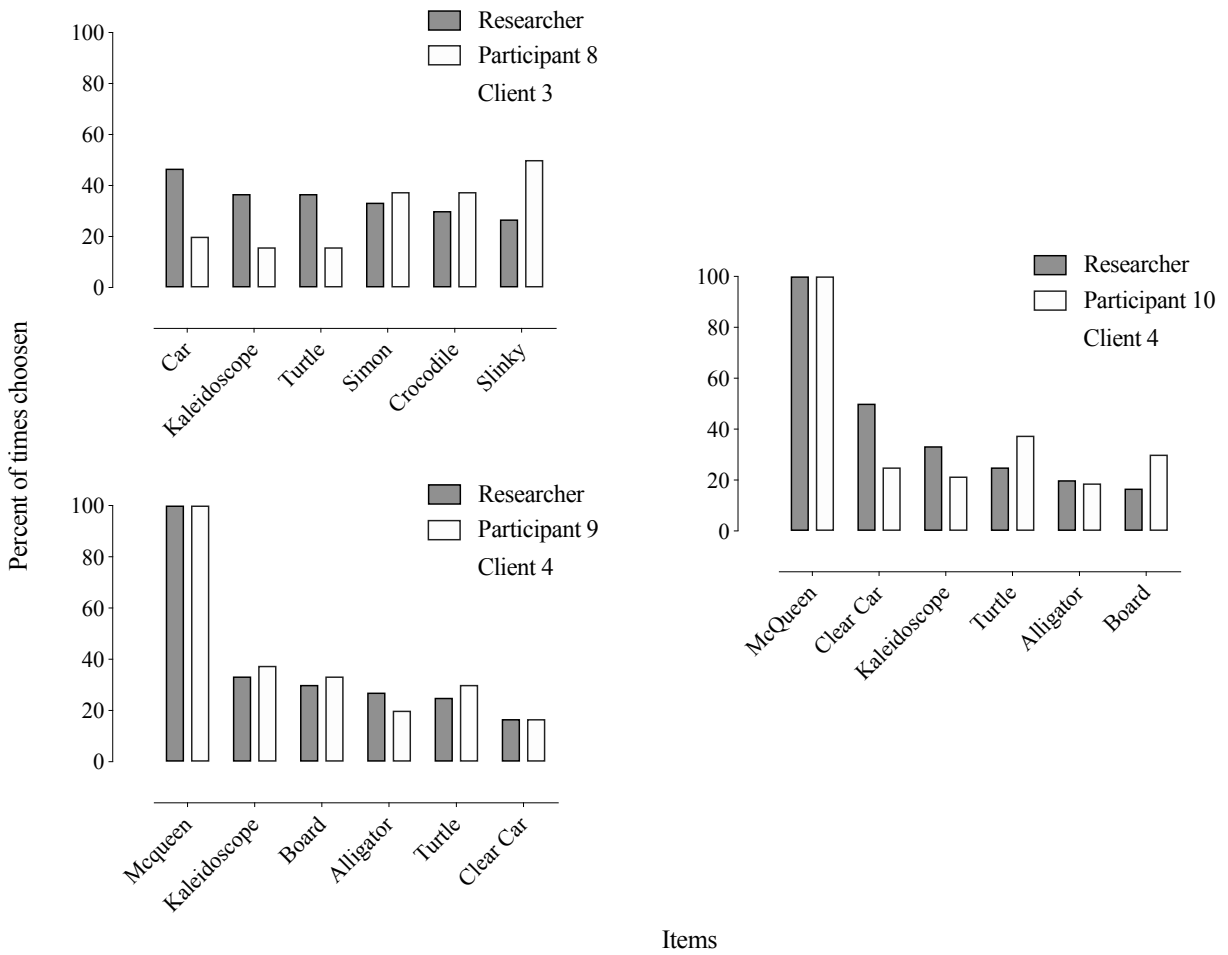 Percent of times choosen
100
80
60
40
20
0
Researcher
Participant 8
Client 3
Car
Kaleidoscope
Turtle
Simon
Crocodile
Slinky
100
80
60
40
20
0
Researcher
Participant 9
Client 4
Mcqueen
Kaleidoscope
Board
Alligator
Turtle
Clear Car
100
80
60
40
20
0
Researcher
Participant 10
Client 4
McQueen
Clear Car
Kaleidoscope
Turtle
Alligator
Board
Items